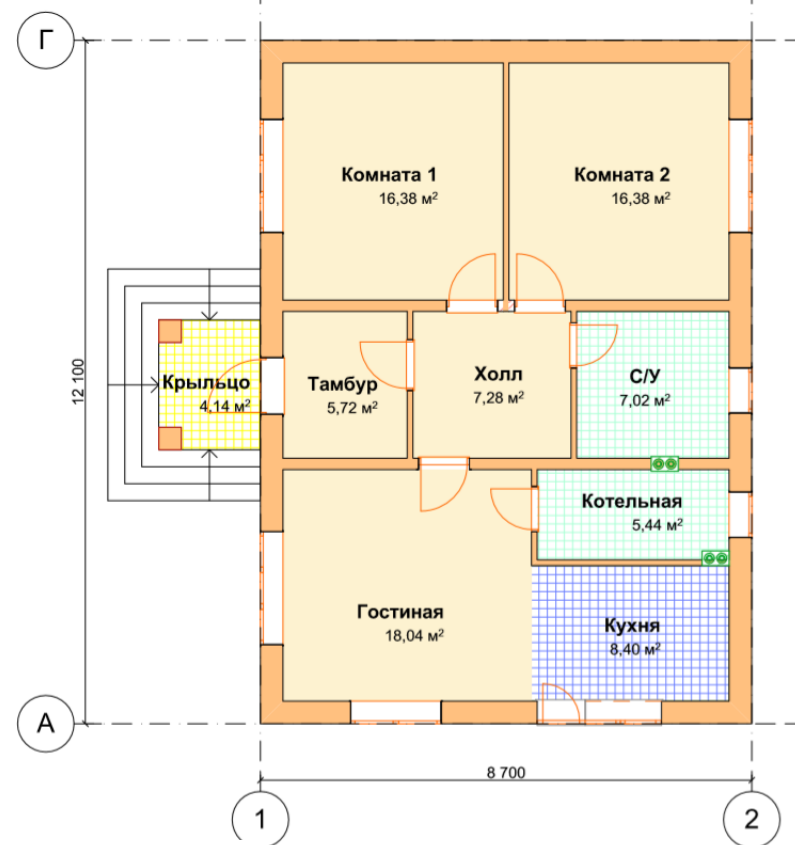 Г
Комната 1
16,38 м²
Комната 2
16,38 м²
12 100
Крыльцо
4,14 м²
Тамбур
5,72 м²
Холл
7,28 м²
С/У
7,02 м²
Котельная
5,44 м²
Гостиная
18,04 м²
Кухня
8,40 м²
А
8 700
1
2